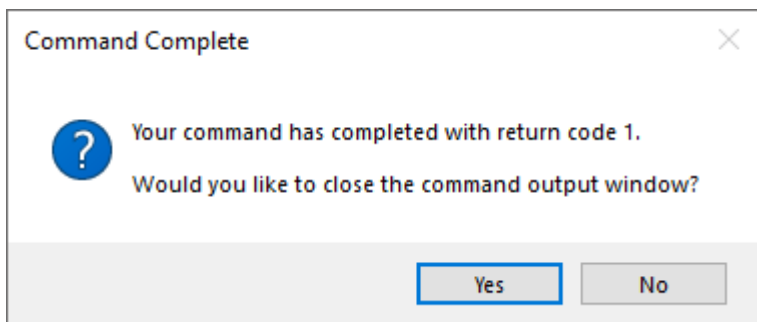 Command Complete
Your command has completed with return code 1.
Would you like to close the command output window?
Yes
No